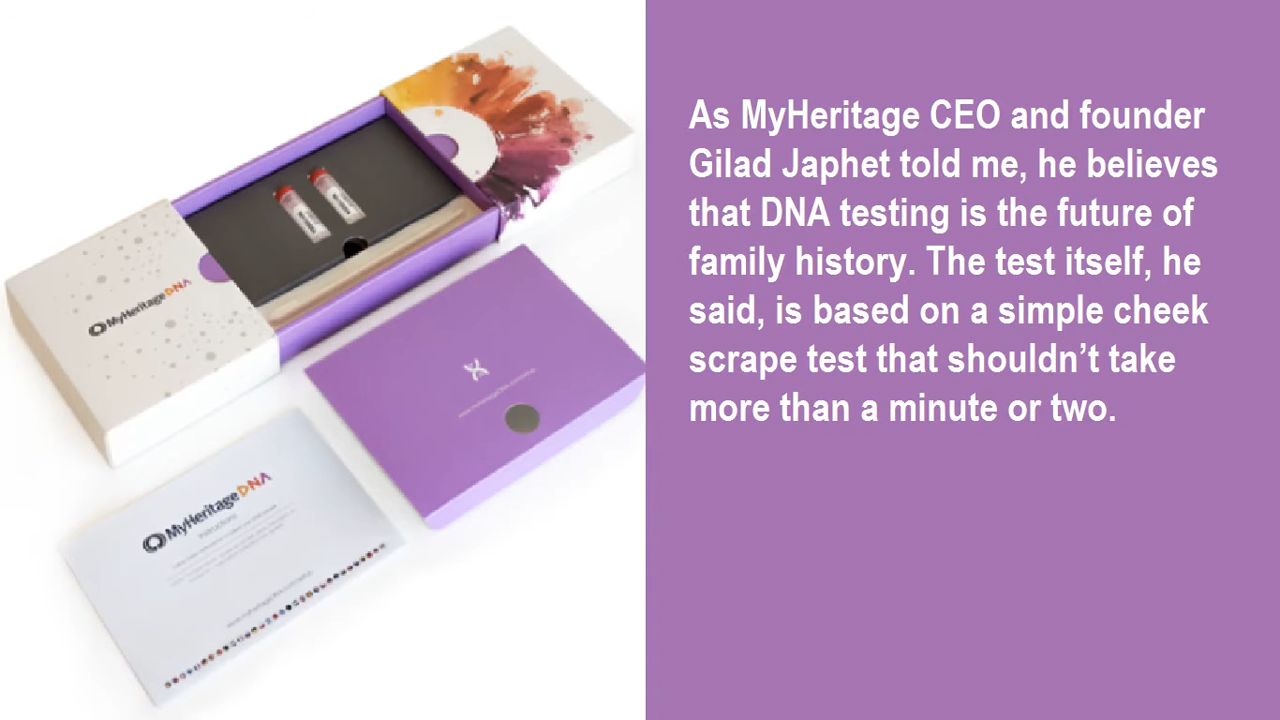 As MyHeritage CEO and founder
Gilad Japhet told me, he believes
that DNA testing is the future of
family history. The test itself, he
said, is based on a simple cheek
scrape test that shouldn’t take
more than a minute or two.
MyHeritageDNA
MyHeritageDNA
Instructions